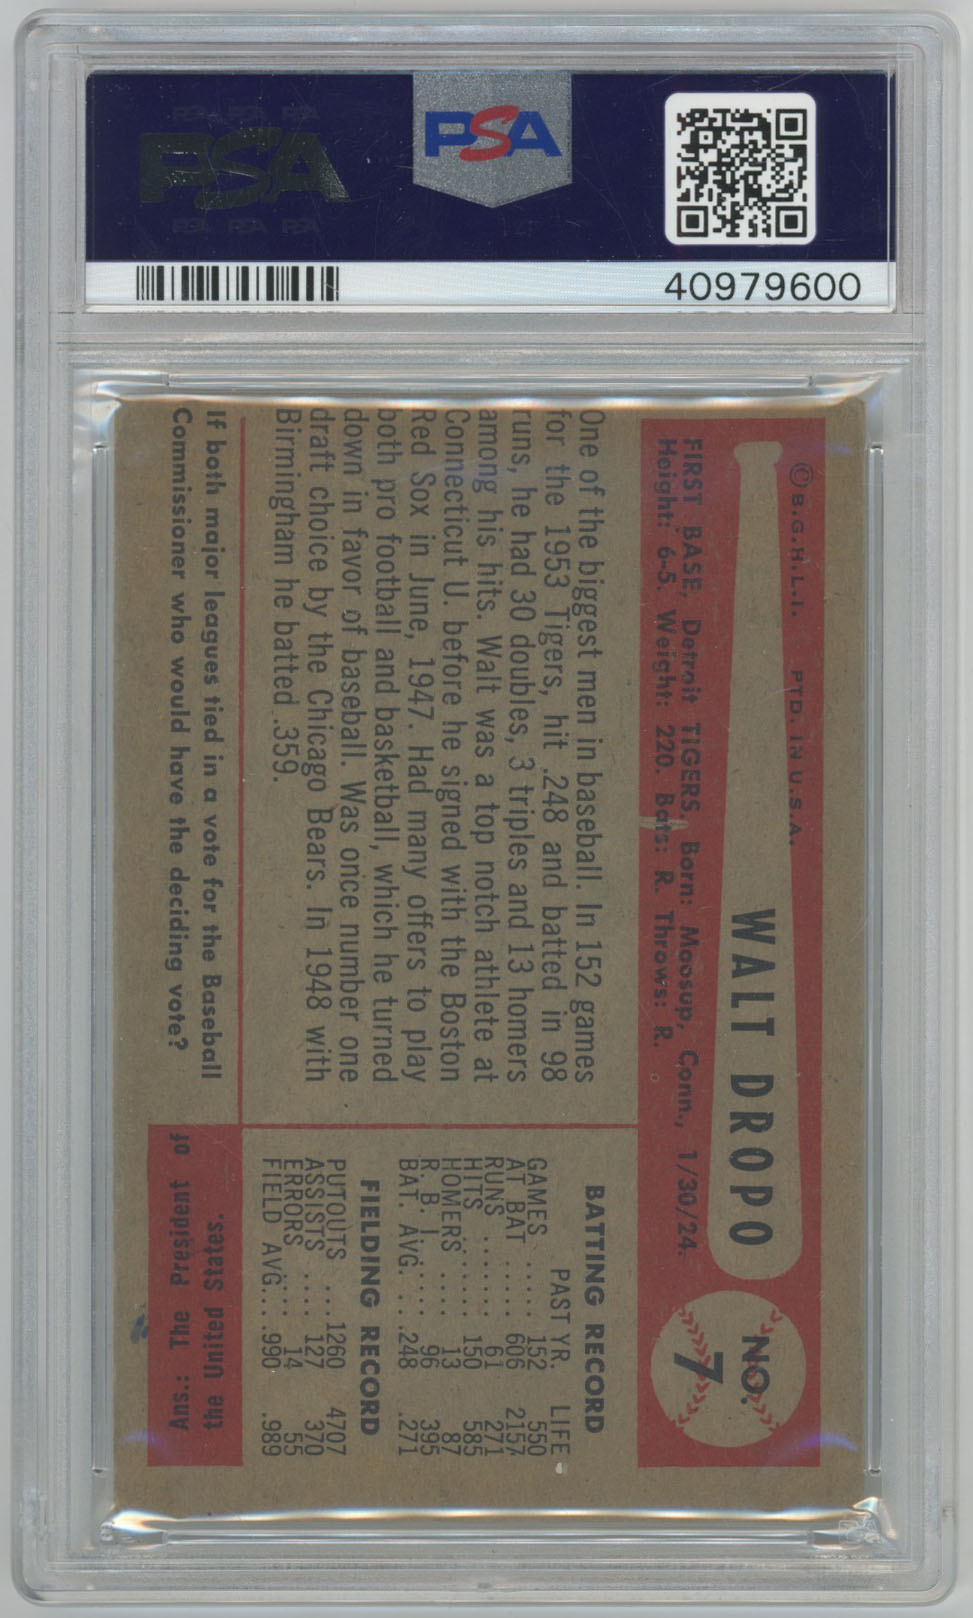 PSA
PSA PSA PSA
PSA
PSA PSA PSA
40979600
© B.G.H.L.I. PTD. IN U.S.A.
WALT DROPO
NO.
7
FIRST BASE, Detroit TIGERS. Born: Moosup, Conn., 1/30/24.
Height: 6-5. Weight: 220. Bats: R. Throws: R.
One of the biggest men in baseball. In 152 games
for the 1953 Tigers, hit .248 and batted in 98
runs, he had 30 doubles, 3 triples and 13 homers
among his hits. Walt was a top notch athlete at
Connecticut U. before he signed with the Boston
Red Sox in June, 1947. Had many offers to play
both pro football and basketball, which he turned
down in favor of baseball. Was once number one
draft choice by the Chicago Bears. In 1948 with
Birmingham he batted .359.
BATTING RECORD
PAST YR. LIFE
GAMES ..... 152 550
AT BAT ..... 606 2157
RUNS ...... 61 271
HITS ...... 150 585
HOMERS ..... 13 87
R. B. I. ..... 96 395
BAT. AVG. .. .248 .271
FIELDING RECORD
PUTOUTS ...1260 4707
ASSISTS .... 127 370
ERRORS .... 14 55
FIELD AVG... .990 .989
If both major leagues tied in a vote for the Baseball
Commissioner who would have the deciding vote?
Ans.: The President of
the United States.